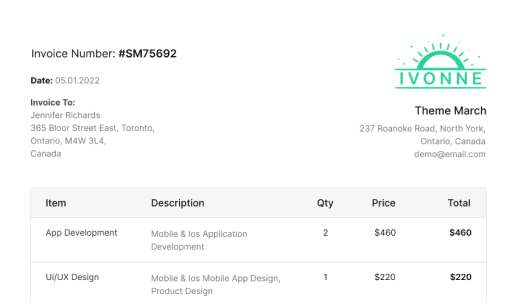 Invoice Number: #SM75692
IVONNE
Date: 05.01.2022
Invoice To:
Jennifer Richards
365 Bloor Street East, Toronto,
Ontario, M4W 3L4,
Canada
Theme March
237 Roanoke Road, North York,
Ontario, Canada
demo@email.com
Item Description Qty Price Total
App Development Mobile & Ios Application 2 $460 $460
Development
Ui/UX Design Mobile & Ios Mobile App Design, 1 $220 $220
Product Design